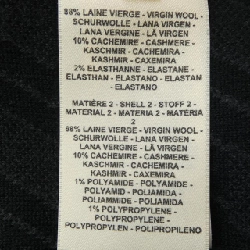 88% LAINE VIERGE - VIRGIN WOOL -
SCHURWOLLE - LANA VIRGEN -
LANA VERGINE - LÃ VIRGEN
10% CACHEMIRE - CASHMERE -
KASCHMIR - CACHEMIRA -
KASHMIR - CAXEMIRA
2% ELASTHANNE - ELASTANE -
ELASTHAN - ELASTANO - ELASTAN
- ELASTANO
MATIÈRE 2 - SHELL 2 - STOFF 2 -
MATERIAL 2 - MATERIA 2 - MATERIA
2
88% LAINE VIERGE - VIRGIN WOOL -
SCHURWOLLE - LANA VIRGEN -
LANA VERGINE - LÃ VIRGEN
10% CACHEMIRE - CASHMERE -
KASCHMIR - CACHEMIRA -
KASHMIR - CAXEMIRA
1% POLYAMIDE - POLYAMIDE -
POLYAMID - POLIAMIDA -
POLIAMMIDE - POLIAMIDA
1% POLYPROPYLENE -
POLYPROPYLENE -
POLYPROPYLEN - POLIPROPILENO